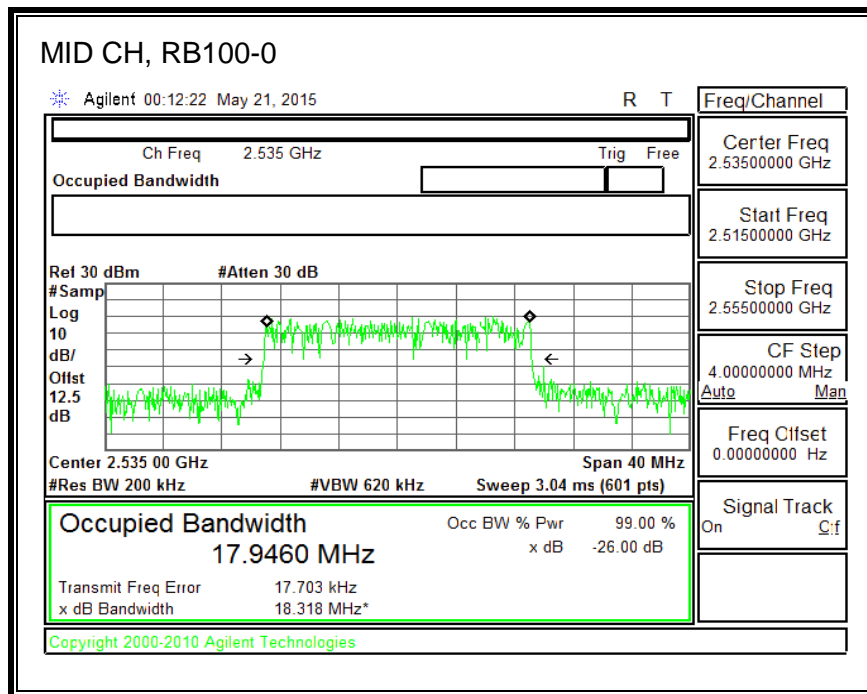 MID CH, RB100-0
Agilent 00:12:22 May 21, 2015 R T
Freq/Channel
Ch Freq 2.535 GHz Trig Free
Occupied Bandwidth
Center Freq
2.53500000 GHz
Start Freq
2.51500000 GHz
Stop Freq
2.55500000 GHz
CF Step
4.00000000 MHz
Auto Man
Freq Offset
0.00000000 Hz
Signal Track
On Off
Ref 30 dBm #Atten 30 dB
#Samp
Log
10
dB/
Offst
12.5
dB
Center 2.535 00 GHz Span 40 MHz
#Res BW 200 kHz #VBW 620 kHz Sweep 3.04 ms (601 pts)
Occupied Bandwidth
17.9460 MHz
Occ BW % Pwr 99.00 %
x dB -26.00 dB
Transmit Freq Error 17.703 kHz
x dB Bandwidth 18.318 MHz*
Copyright 2000-2010 Agilent Technologies